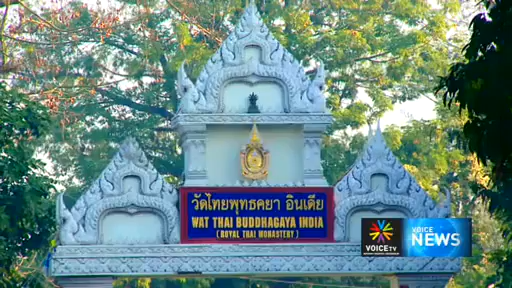 วัดไทยพุทธคยา อินเดีย
WAT THAI BUDDHAGAYA INDIA
(ROYAL THAI MONASTERY)
VOICE TV
VOICE
NEWS